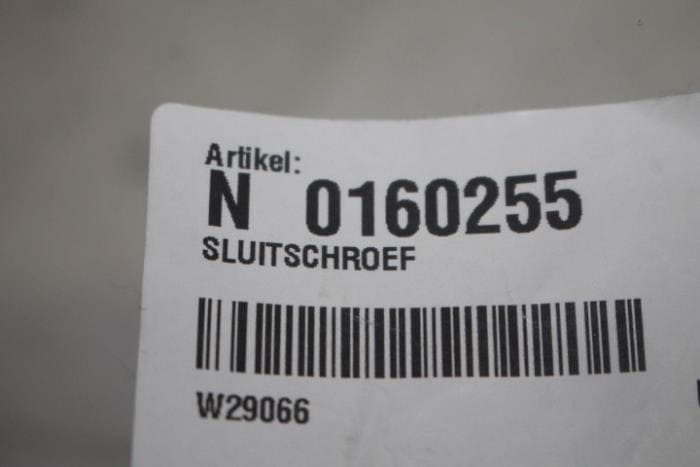 Artikel:
N 0160255
SLUITSCHROEF
W29066